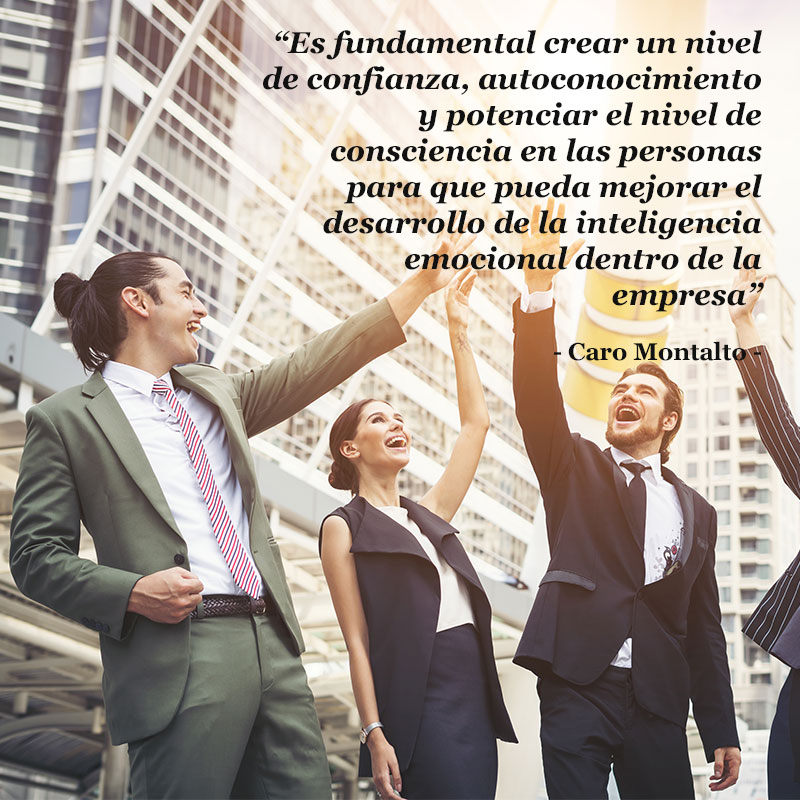 “Es fundamental crear un nivel
de confianza, autoconocimiento
y potenciar el nivel de
consciencia en las personas
para que pueda mejorar el
desarrollo de la inteligencia
emocional dentro de la
empresa”
- Caro Montalto -